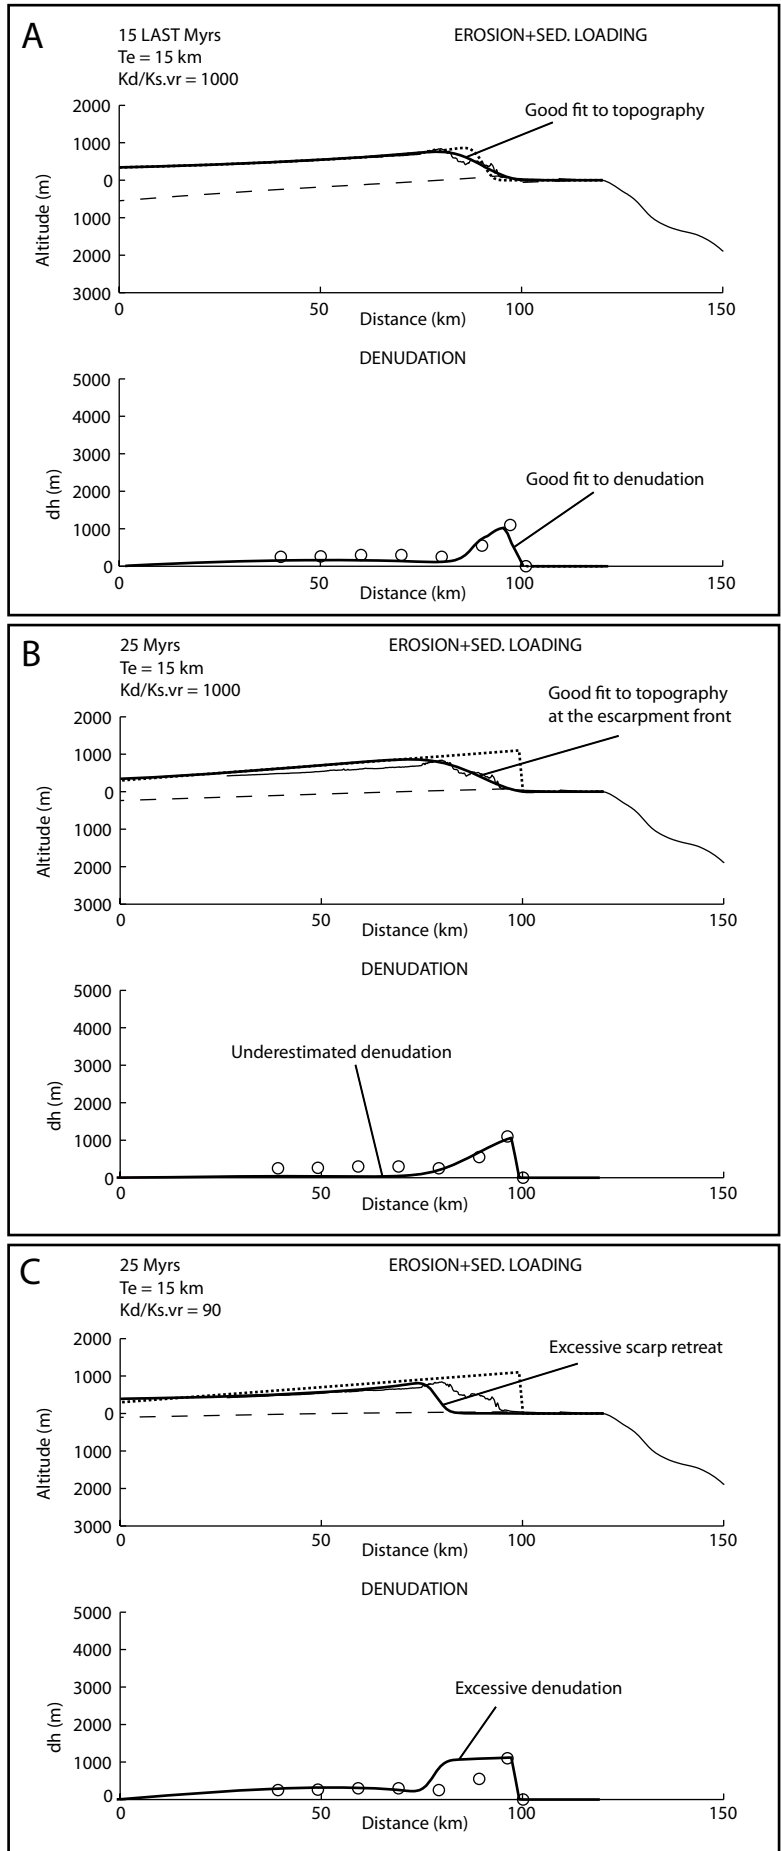 A
15 LAST Myrs
EROSION+SED. LOADING
Te = 15 km
Kd/Ks.vr = 1000
Good fit to topography
2000
1000
0
1000
2000
3000
Altitude (m)
0 50 100 150
Distance (km)
DENUDATION
5000
4000
3000
2000
1000
0
dh (m)
Good fit to denudation
0 50 100 150
Distance (km)
B
25 Myrs
EROSION+SED. LOADING
Te = 15 km
Kd/Ks.vr = 1000
Good fit to topography
at the escarpment front
2000
1000
0
1000
2000
3000
Altitude (m)
0 50 100 150
Distance (km)
DENUDATION
5000
4000
3000
2000
1000
0
dh (m)
Underestimated denudation
0 50 100 150
Distance (km)
C
25 Myrs
EROSION+SED. LOADING
Te = 15 km
Kd/Ks.vr = 90
Excessive scarp retreat
2000
1000
0
1000
2000
3000
Altitude (m)
0 50 100 150
Distance (km)
DENUDATION
5000
4000
3000
2000
1000
0
dh (m)
Excessive denudation
0 50 100 150
Distance (km)